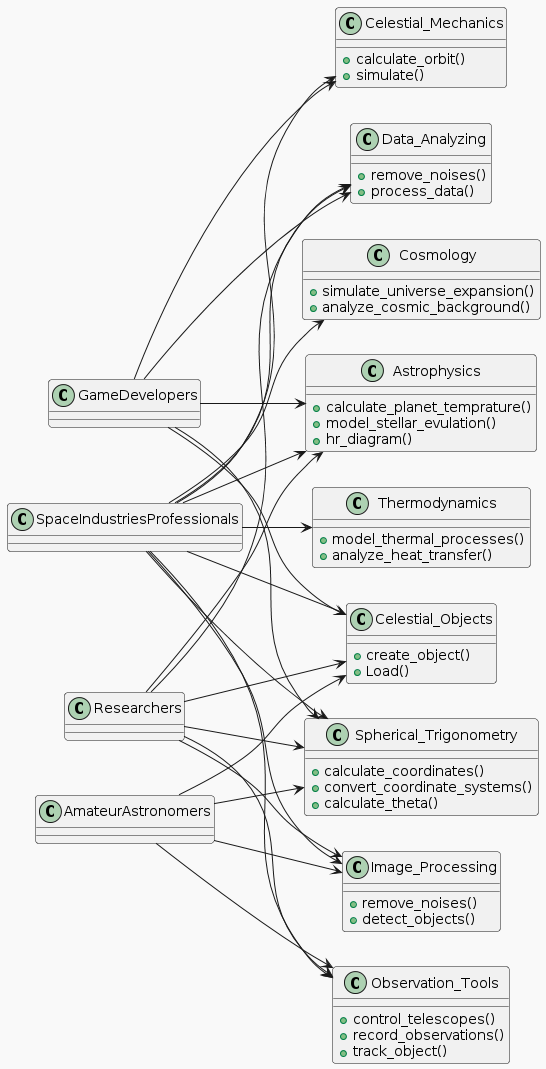 C Celestial_Mechanics
calculate_orbit()
simulate()
C Data_Analyzing
remove_noises()
process_data()
C Cosmology
simulate_universe_expansion()
analyze_cosmic_background()
C Astrophysics
calculate_planet_temprature()
model_stellar_evulation()
hr_diagram()
C GameDevelopers
C Thermodynamics
model_thermal_processes()
analyze_heat_transfer()
C SpaceIndustriesProfessionals
C Celestial_Objects
create_object()
Load()
C Researchers
C Spherical_Trigonometry
calculate_coordinates()
convert_coordinate_systems()
calculate_theta()
C AmateurAstronomers
C Image_Processing
remove_noises()
detect_objects()
C Observation_Tools
control_telescopes()
record_observations()
track_object()